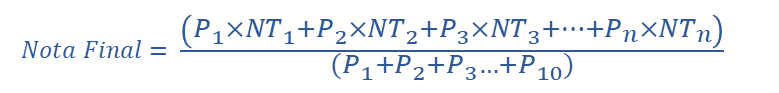 Nota Final = (P₁×NT₁+P₂×NT₂+P₃×NT₃+⋯+Pₙ×NTₙ) / (P₁+P₂+P₃…+P₁₀)